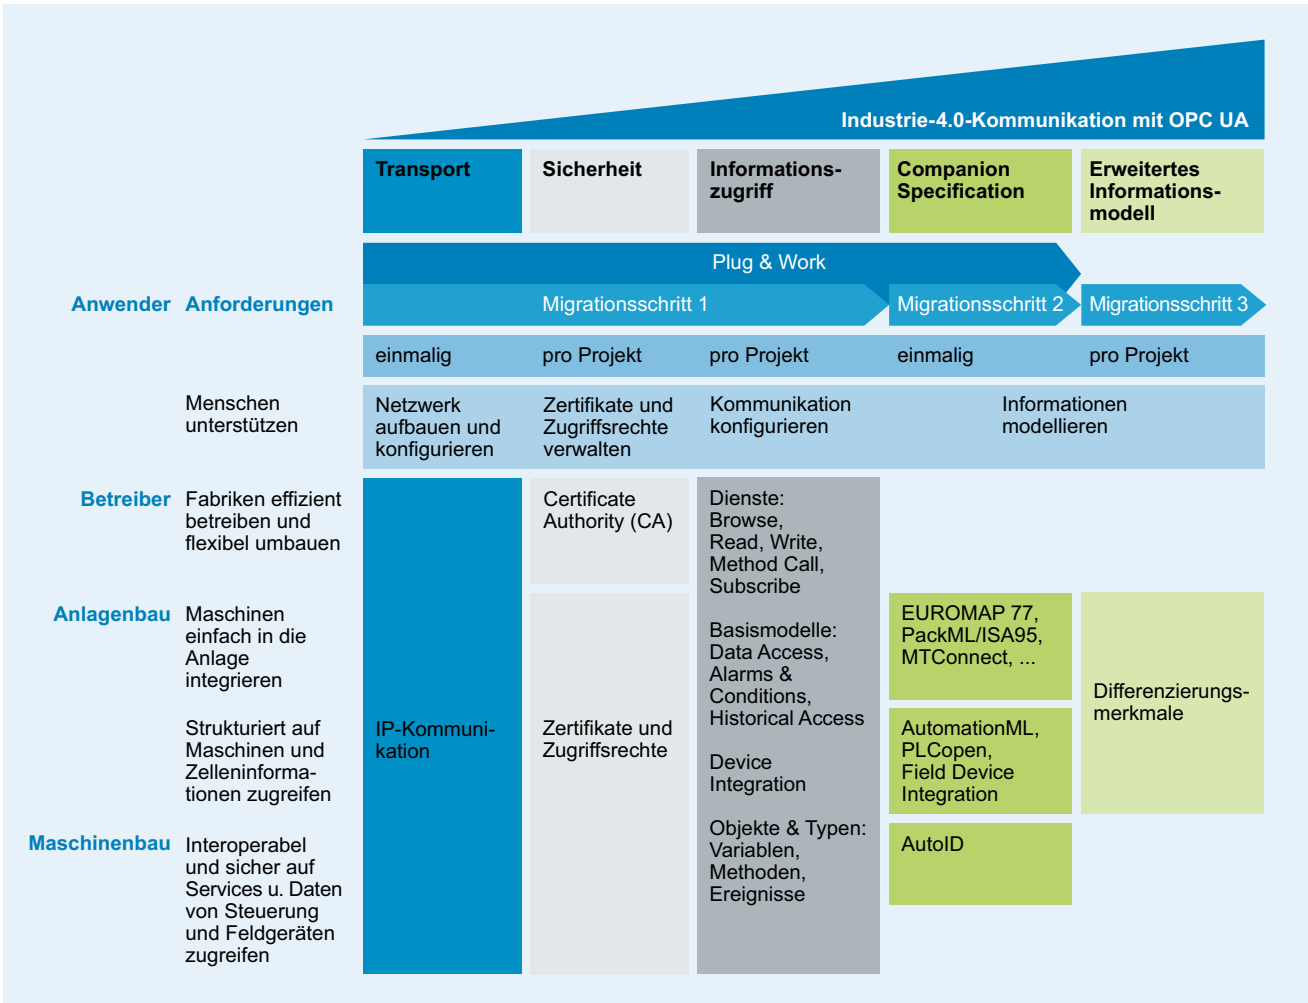 Industrie-4.0-Kommunikation mit OPC UA
Transport
Sicherheit
Informations-
zugriff
Companion
Specification
Erweitertes
Informations-
modell
Plug & Work
Anwender
Anforderungen
Migrationsschritt 1
Migrationsschritt 2
Migrationsschritt 3
einmalig
pro Projekt
pro Projekt
einmalig
pro Projekt
Menschen
unterstützen
Netzwerk
aufbauen und
konfigurieren
Zertifikate und
Zugriffsrechte
verwalten
Kommunikation
konfigurieren
Informationen
modellieren
Betreiber
Fabriken effizient
betreiben und
flexibel umbauen
Certificate
Authority (CA)
Dienste:
Browse,
Read, Write,
Method Call,
Subscribe
Basismodelle:
Data Access,
Alarms &
Conditions,
Historical Access
Device
Integration
Objekte & Typen:
Variablen,
Methoden,
Ereignisse
Anlagenbau
Maschinen
einfach in die
Anlage
integrieren
EUROMAP 77,
PackML/ISA95,
MTConnect, ...
Differenzierungs-
merkmale
Strukturiert auf
Maschinen und
Zelleninforma-
tionen zugreifen
IP-Kommuni-
kation
Zertifikate und
Zugriffsrechte
AutomationML,
PLCopen,
Field Device
Integration
Maschinenbau
Interoperabel
und sicher auf
Services u. Daten
von Steuerung
und Feldgeräten
zugreifen
AutoID